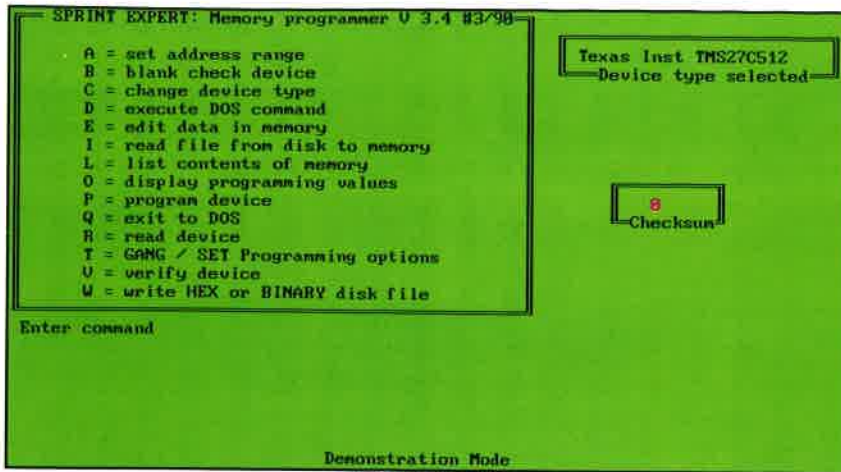 SPRINT EXPERT: Memory programmer V 3.4 #3/90
A = set address range
B = blank check device
C = change device type
D = execute DOS command
E = edit data in memory
I = read file from disk to memory
L = list contents of memory
O = display programming values
P = program device
Q = exit to DOS
R = read device
T = GANG / SET Programming options
V = verify device
W = write HEX or BINARY disk file
Texas Inst TMS27C512
Device type selected
0
Checksum
Enter command
Demonstration Mode